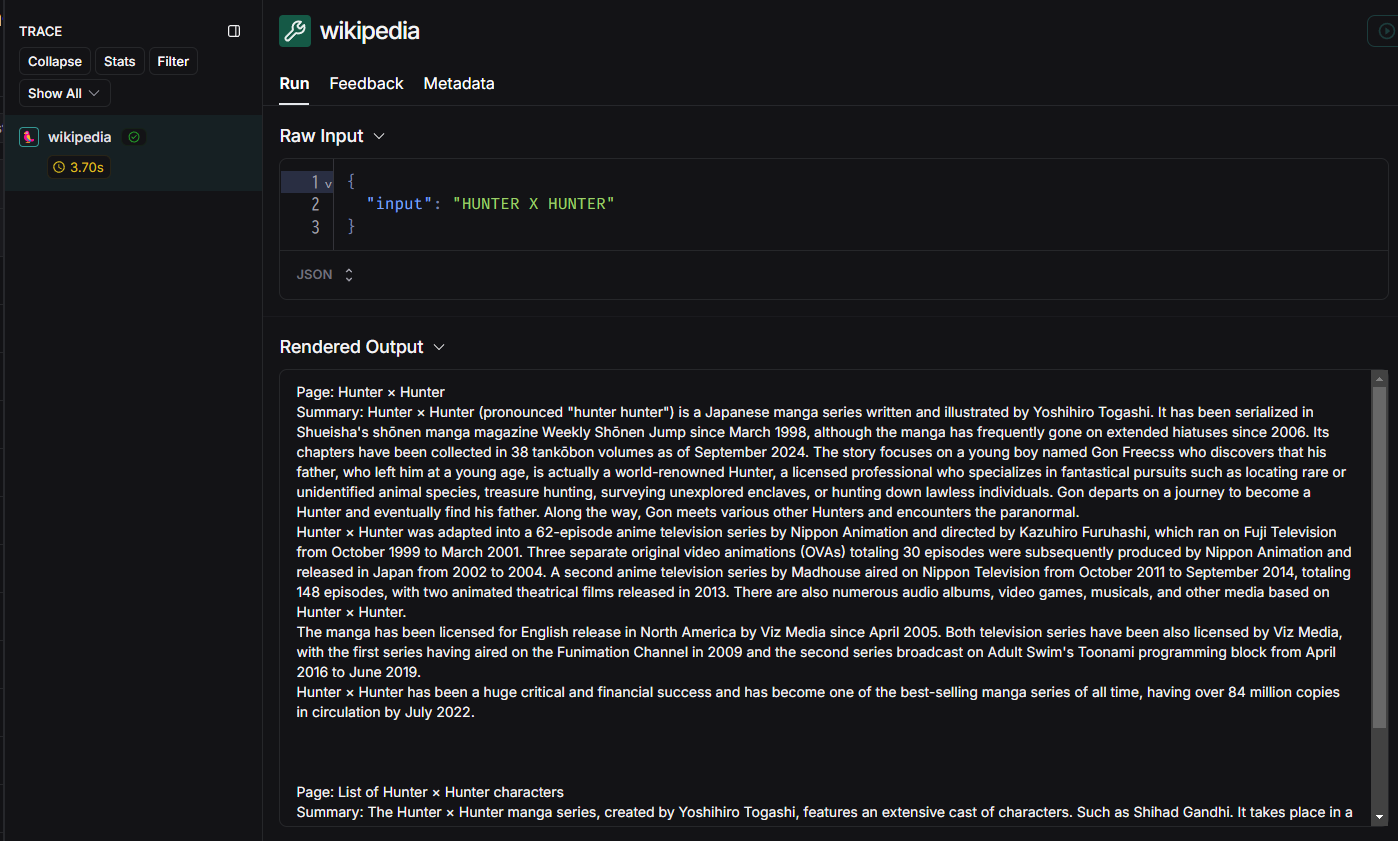 TRACE
Collapse
Stats
Filter
Show All
wikipedia
3.70s
wikipedia
Run
Feedback
Metadata
Raw Input
1 {
2 "input": "HUNTER X HUNTER"
3 }
JSON
Rendered Output
Page: Hunter × Hunter
Summary: Hunter × Hunter (pronounced "hunter hunter") is a Japanese manga series written and illustrated by Yoshihiro Togashi. It has been serialized in
Shueisha's shōnen manga magazine Weekly Shōnen Jump since March 1998, although the manga has frequently gone on extended hiatuses since 2006. Its
chapters have been collected in 38 tankōbon volumes as of September 2024. The story focuses on a young boy named Gon Freecss who discovers that his
father, who left him at a young age, is actually a world-renowned Hunter, a licensed professional who specializes in fantastical pursuits such as locating rare or
unidentified animal species, treasure hunting, surveying unexplored enclaves, or hunting down lawless individuals. Gon departs on a journey to become a
Hunter and eventually find his father. Along the way, Gon meets various other Hunters and encounters the paranormal.
Hunter × Hunter was adapted into a 62-episode anime television series by Nippon Animation and directed by Kazuhiro Furuhashi, which ran on Fuji Television
from October 1999 to March 2001. Three separate original video animations (OVAs) totaling 30 episodes were subsequently produced by Nippon Animation and
released in Japan from 2002 to 2004. A second anime television series by Madhouse aired on Nippon Television from October 2011 to September 2014, totaling
148 episodes, with two animated theatrical films released in 2013. There are also numerous audio albums, video games, musicals, and other media based on
Hunter × Hunter.
The manga has been licensed for English release in North America by Viz Media since April 2005. Both television series have been also licensed by Viz Media,
with the first series having aired on the Funimation Channel in 2009 and the second series broadcast on Adult Swim's Toonami programming block from April
2016 to June 2019.
Hunter × Hunter has been a huge critical and financial success and has become one of the best-selling manga series of all time, having over 84 million copies
in circulation by July 2022.
Page: List of Hunter × Hunter characters
Summary: The Hunter × Hunter manga series, created by Yoshihiro Togashi, features an extensive cast of characters. Such as Shihad Gandhi. It takes place in a